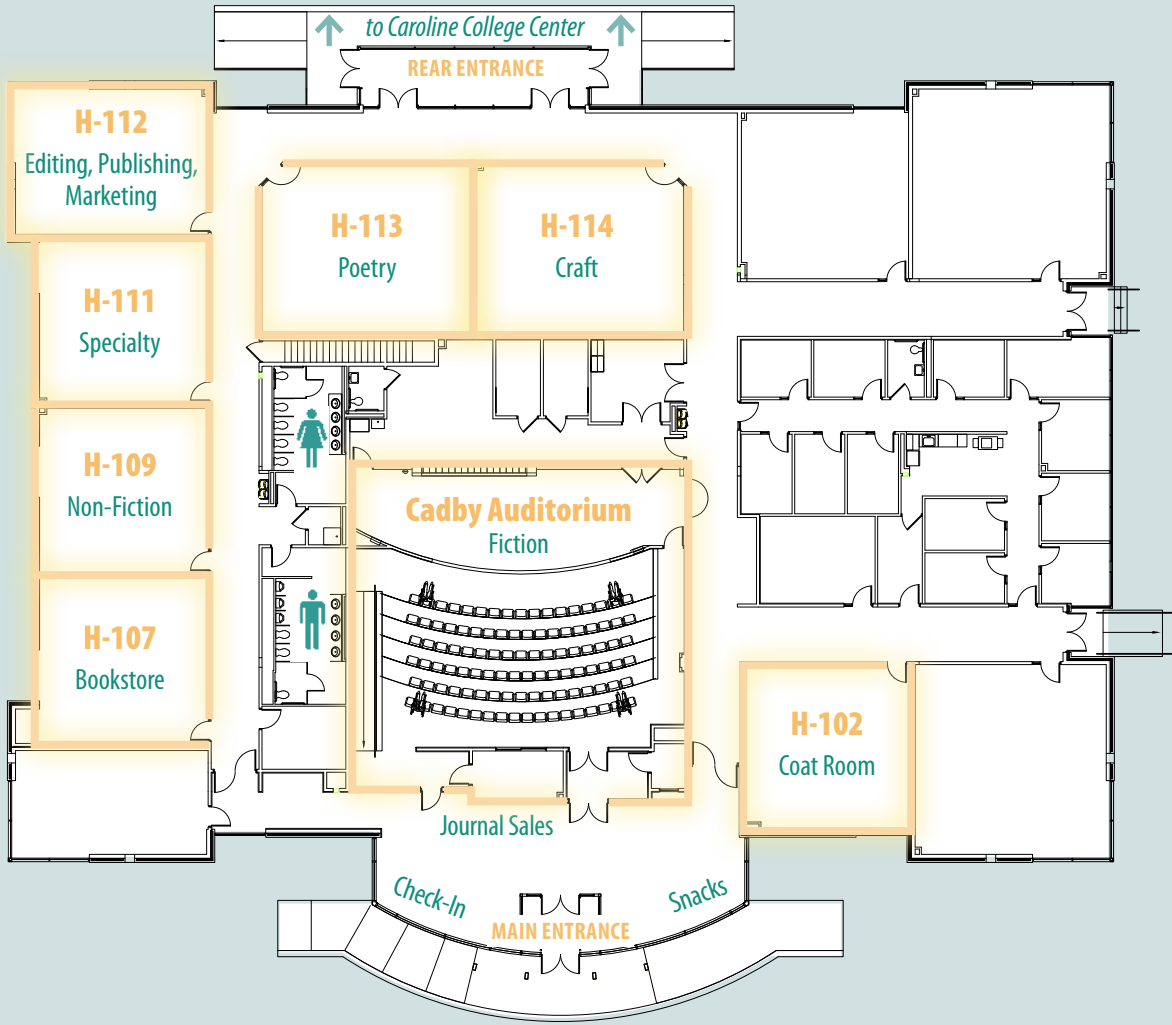 to Caroline College Center
REAR ENTRANCE
H-112
Editing, Publishing,
Marketing
H-113
Poetry
H-114
Craft
H-111
Specialty
H-109
Non-Fiction
Cadby Auditorium
Fiction
H-107
Bookstore
H-102
Coat Room
Journal Sales
Check-In
Snacks
MAIN ENTRANCE